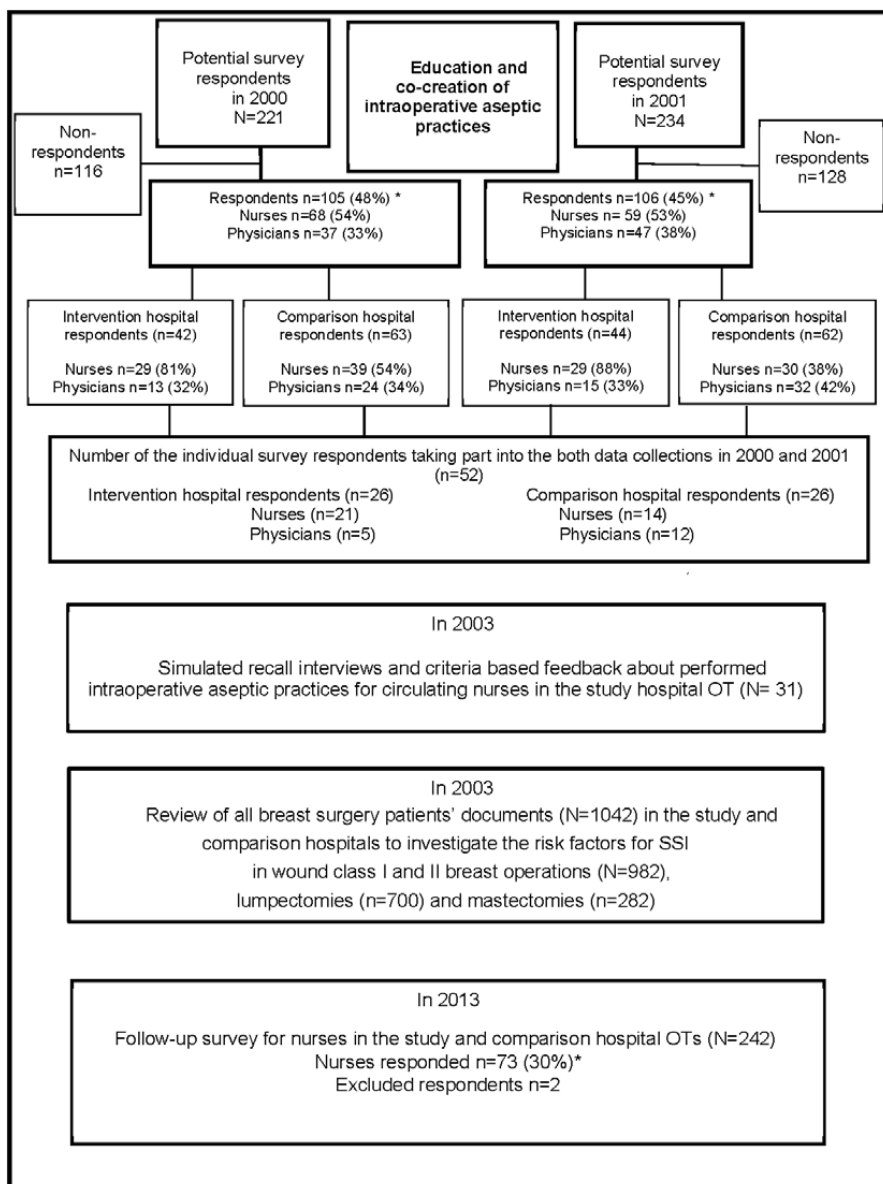 Potential survey
respondents
in 2000
N=221
Education and
co-creation of
intraoperative aseptic
practices
Potential survey
respondents
in 2001
N=234
Non-
respondents
n=116
Non-
respondents
n=128
Respondents n=105 (48%) *
Nurses n=68 (54%)
Physicians n=37 (33%)
Respondents n=106 (45%) *
Nurses n= 59 (53%)
Physicians n=47 (38%)
Intervention hospital
respondents (n=42)
Nurses n=29 (81%)
Physicians n=13 (32%)
Comparison hospital
respondents (n=63)
Nurses n=39 (54%)
Physicians n=24 (34%)
Intervention hospital
respondents (n=44)
Nurses n=29 (88%)
Physicians n=15 (33%)
Comparison hospital
respondents (n=62)
Nurses n=30 (38%)
Physicians n=32 (42%)
Number of the individual survey respondents taking part into the both data collections in 2000 and 2001
(n=52)
Intervention hospital respondents (n=26)
Nurses (n=21)
Physicians (n=5)
Comparison hospital respondents (n=26)
Nurses (n=14)
Physicians (n=12)
In 2003
Simulated recall interviews and criteria based feedback about performed
intraoperative aseptic practices for circulating nurses in the study hospital OT (N= 31)
In 2003
Review of all breast surgery patients' documents (N=1042) in the study and
comparison hospitals to investigate the risk factors for SSI
in wound class I and II breast operations (N=982),
lumpectomies (n=700) and mastectomies (n=282)
In 2013
Follow-up survey for nurses in the study and comparison hospital OTs (N=242)
Nurses responded n=73 (30%)*
Excluded respondents n=2